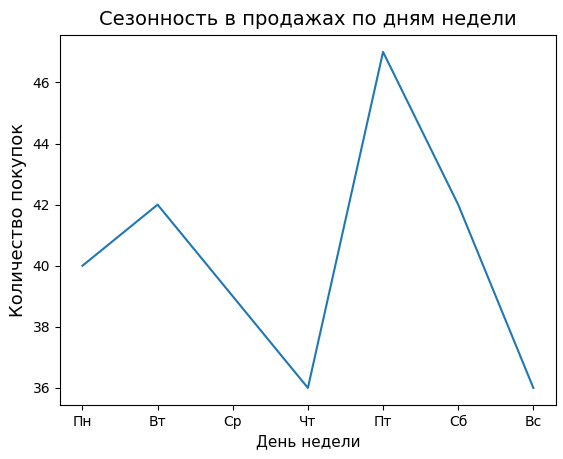 Сезонность в продажах по дням недели
Количество покупок
46
44
42
40
38
36
Пн Вт Ср Чт Пт Сб Вс
День недели